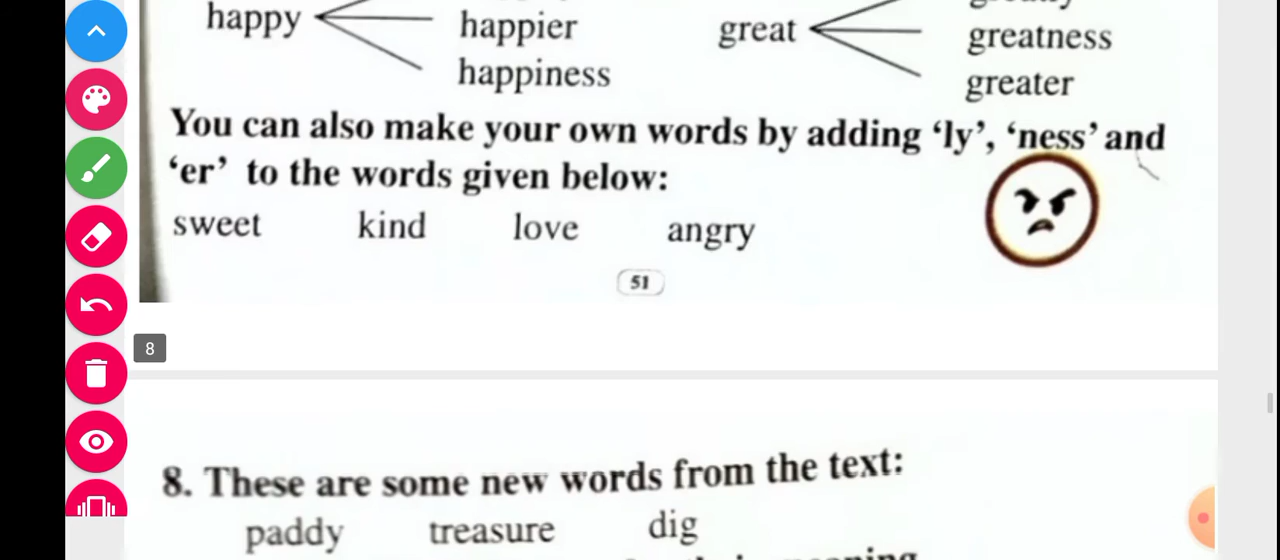 happy happier great greatness
happiness greater
You can also make your own words by adding ‘ly’, ‘ness’ and
‘er’ to the words given below:
sweet kind love angry
51
8
8. These are some new words from the text:
paddy treasure dig